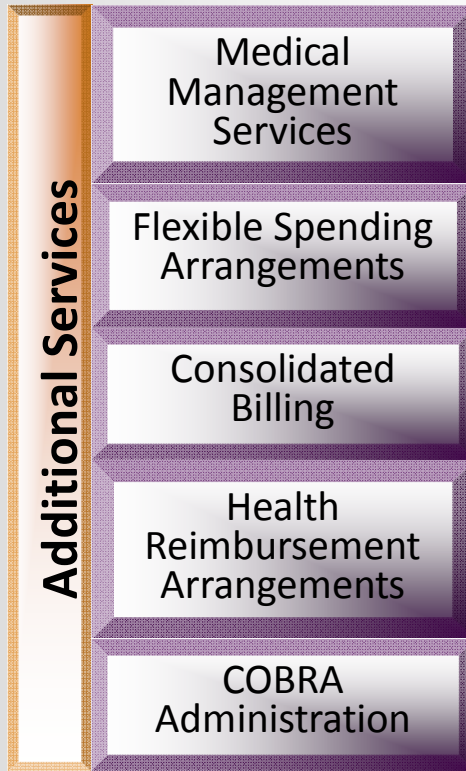 Additional Services
Medical
Management
Services
Flexible Spending
Arrangements
Consolidated
Billing
Health
Reimbursement
Arrangements
COBRA
Administration